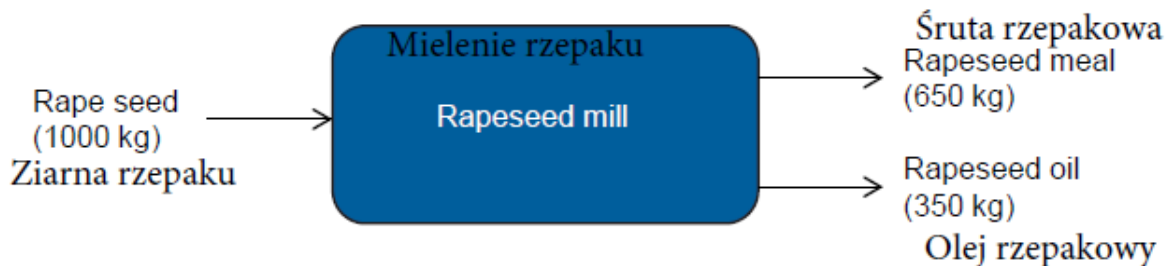 Rape seed
(1000 kg)
Ziarna rzepaku
Mielenie rzepaku
Rapeseed mill
Śruta rzepakowa
Rapeseed meal
(650 kg)
Rapeseed oil
(350 kg)
Olej rzepakowy